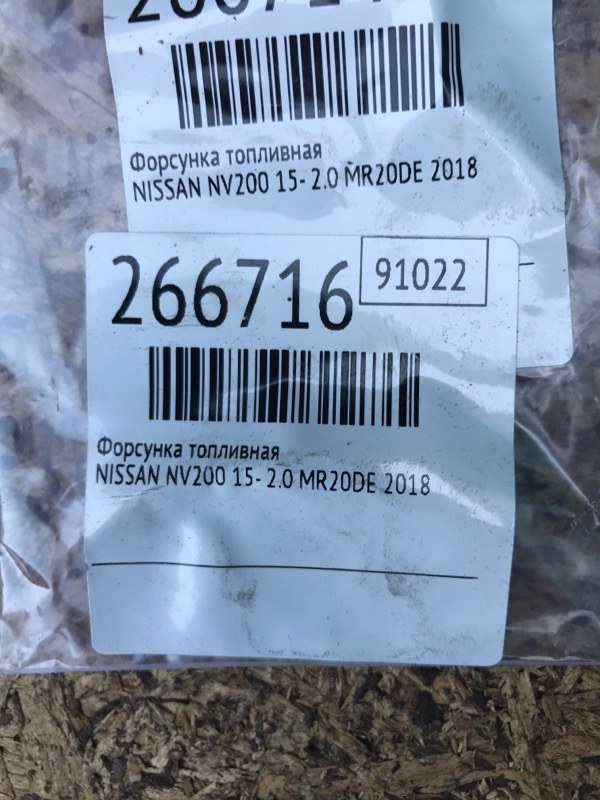 Форсунка топливная
NISSAN NV200 15- 2.0 MR20DE 2018
266716
91022
Форсунка топливная
NISSAN NV200 15- 2.0 MR20DE 2018